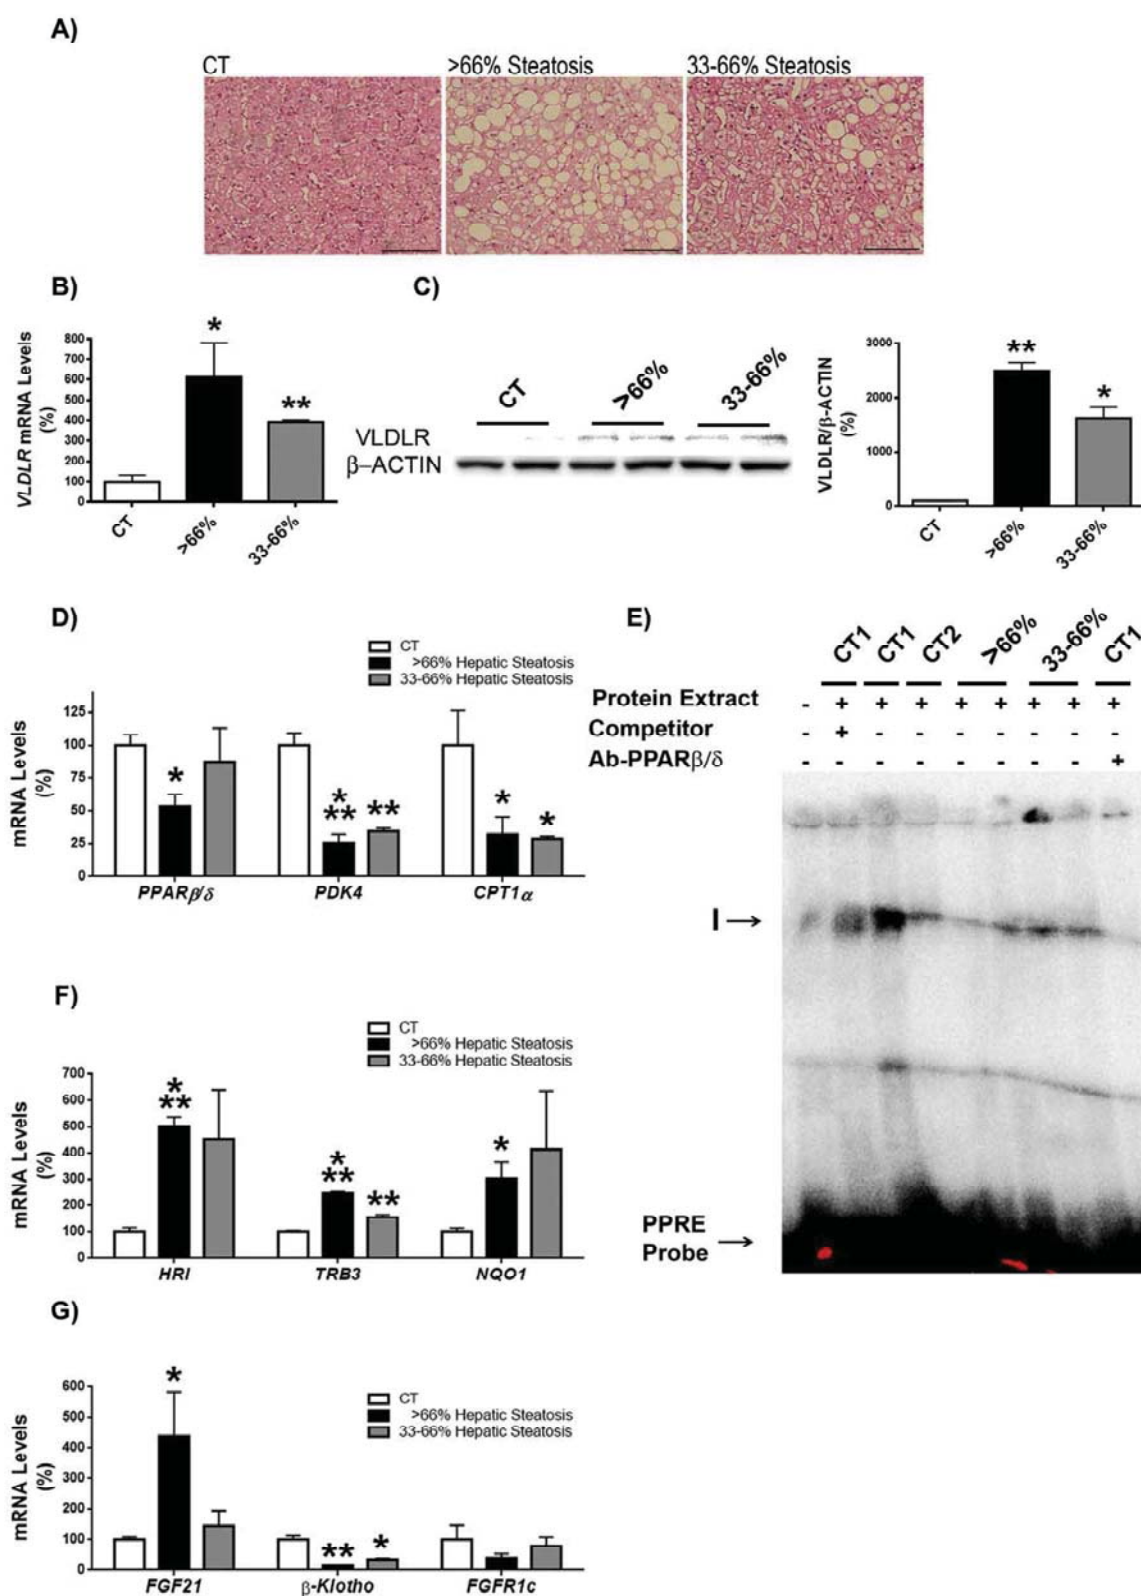 A)
CT
>66% Steatosis
33-66% Steatosis
B)
VLDLR mRNA Levels
(%)
800
700
600
500
400
300
200
100
0
*
**
CT
>66%
33-66%
C)
CT
>66%
33-66%
VLDLR
β–ACTIN
VLDLR/β-ACTIN
(%)
3000
2000
1000
0
**
*
CT
>66%
33-66%
D)
CT
>66% Hepatic Steatosis
33-66% Hepatic Steatosis
mRNA Levels
(%)
125
100
75
50
25
0
*
*
**
**
*
*
PPARβ/δ
PDK4
CPT1α
E)
CT1
CT1
CT2
>66%
33-66%
CT1
Protein Extract - + + + + + + + +
Competitor - + - - - - - - -
Ab-PPARβ/δ - - - - - - - - +
I →
PPRE
Probe →
F)
CT
>66% Hepatic Steatosis
33-66% Hepatic Steatosis
mRNA Levels
(%)
700
600
500
400
300
200
100
0
*
**
*
**
**
*
HRI
TRB3
NQO1
G)
CT
>66% Hepatic Steatosis
33-66% Hepatic Steatosis
mRNA Levels
(%)
600
500
400
300
200
100
0
*
**
*
FGF21
β-Klotho
FGFR1c